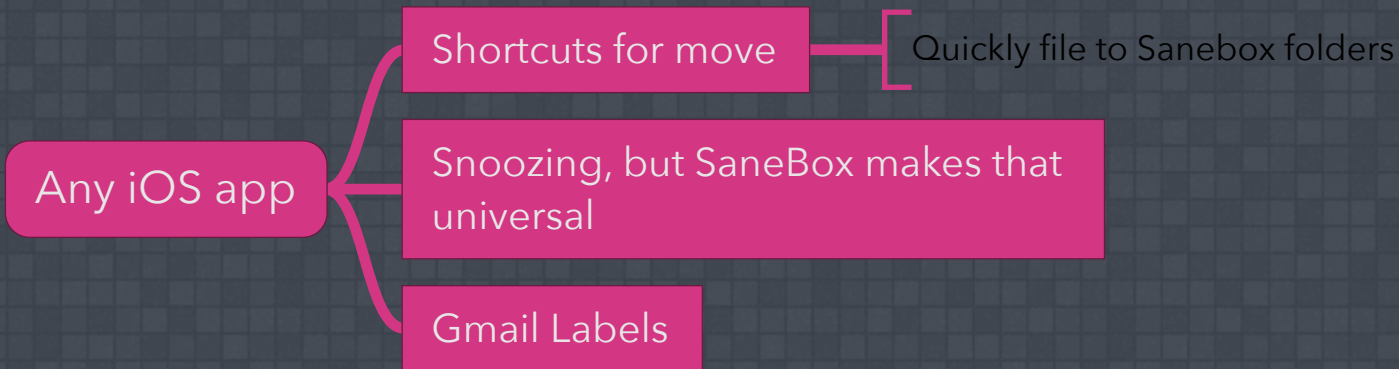 Shortcuts for move
Quickly file to Sanebox folders
Any iOS app
Snoozing, but SaneBox makes that
universal
Gmail Labels